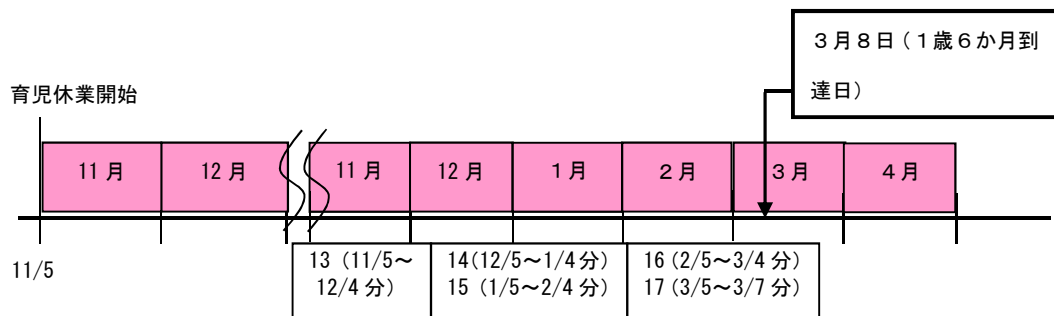 3月8日(1歳6か月到
達日)
育児休業開始
11月
12月
11月
12月
1月
2月
3月
4月
11/5
13(11/5~
12/4分)
14(12/5~1/4分)
15(1/5~2/4分)
16(2/5~3/4分)
17(3/5~3/7分)